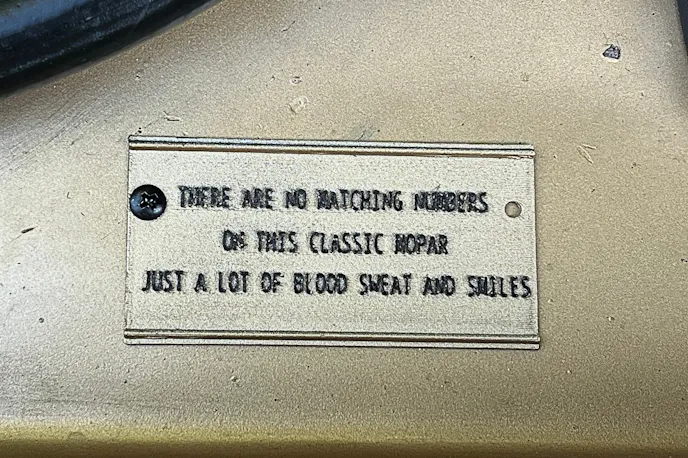 THERE ARE NO MATCHING NUMBERS
ON THIS CLASSIC MOPAR
JUST A LOT OF BLOOD SWEAT AND SMILES